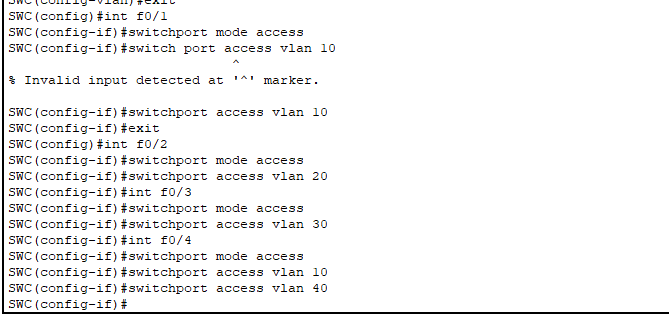 SWC(config-vlan)#exit
SWC(config)#int f0/1
SWC(config-if)#switchport mode access
SWC(config-if)#switch port access vlan 10
^
% Invalid input detected at '^' marker.
SWC(config-if)#switchport access vlan 10
SWC(config-if)#exit
SWC(config)#int f0/2
SWC(config-if)#switchport mode access
SWC(config-if)#switchport access vlan 20
SWC(config-if)#int f0/3
SWC(config-if)#switchport mode access
SWC(config-if)#switchport access vlan 30
SWC(config-if)#int f0/4
SWC(config-if)#switchport mode access
SWC(config-if)#switchport access vlan 10
SWC(config-if)#switchport access vlan 40
SWC(config-if)#